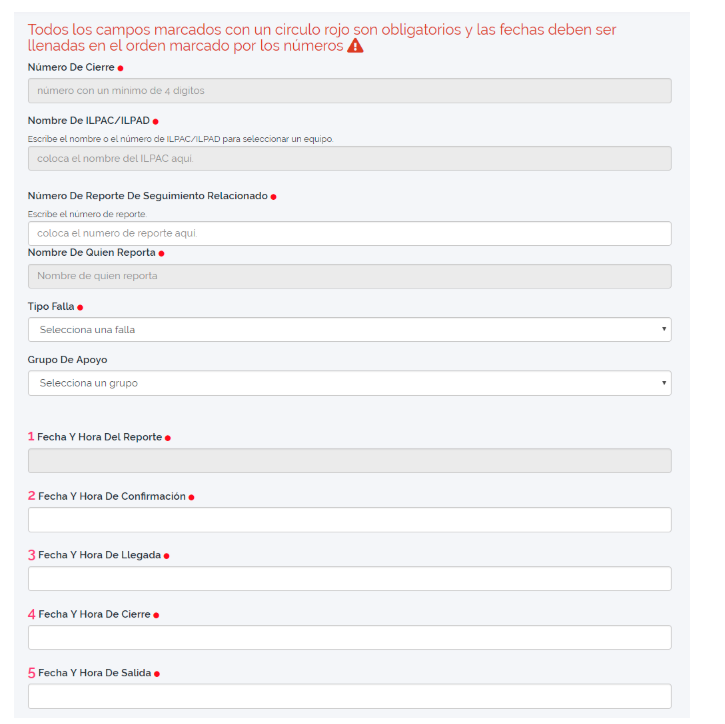 Todos los campos marcados con un circulo rojo son obligatorios y las fechas deben ser
llenadas en el orden marcado por los números
Número De Cierre
número con un minimo de 4 digitos
Nombre De ILPAC/ILPAD
Escribe el nombre o el número de ILPAC/ILPAD para seleccionar un equipo.
coloca el nombre del ILPAC aqui.
Número De Reporte De Seguimiento Relacionado
Escribe el número de reporte.
coloca el numero de reporte aqui
Nombre De Quien Reporta
Nombre de quien reporta
Tipo Falla
Selecciona una falla
Grupo De Apoyo
Selecciona un grupo
1 Fecha Y Hora Del Reporte
2 Fecha Y Hora De Confirmación
3 Fecha Y Hora De Llegada
4 Fecha Y Hora De Cierre
5 Fecha Y Hora De Salida